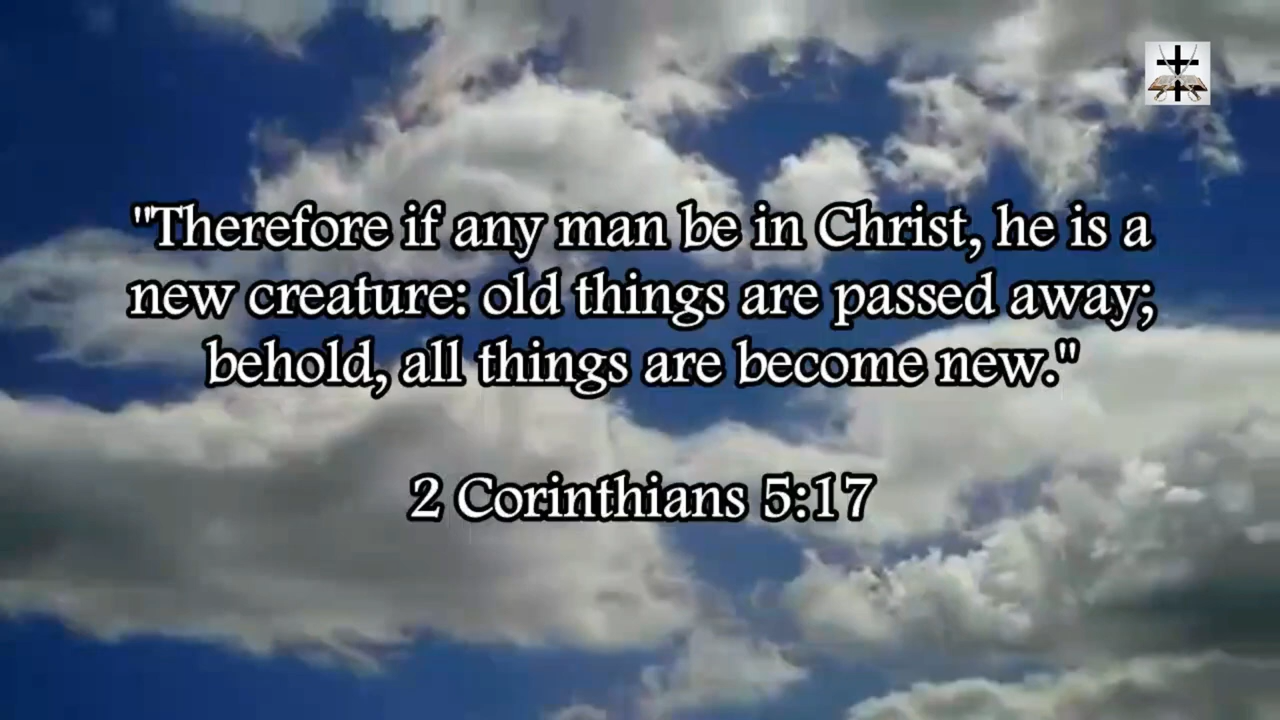 "Therefore if any man be in Christ, he is a
new creature: old things are passed away;
behold, all things are become new."
2 Corinthians 5:17